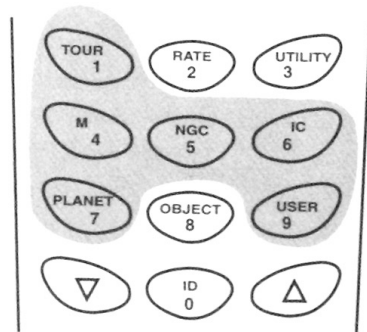 TOUR
1
RATE
2
UTILITY
3
M
4
NGC
5
IC
6
PLANET
7
OBJECT
8
USER
9
ID
0